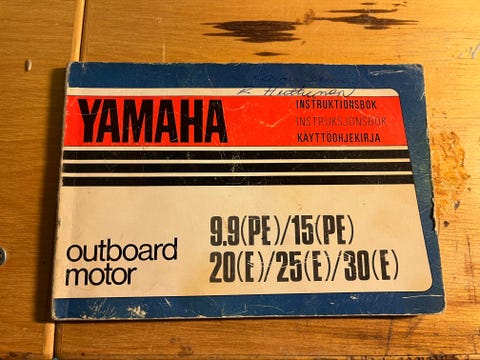 YAMAHA
INSTRUKTIONSBOK
INSTRUKSJONSBOK
KÄYTTÖOHJEKIRJA
outboard
motor
9.9(PE)/15(PE)
20(E)/25(E)/30(E)